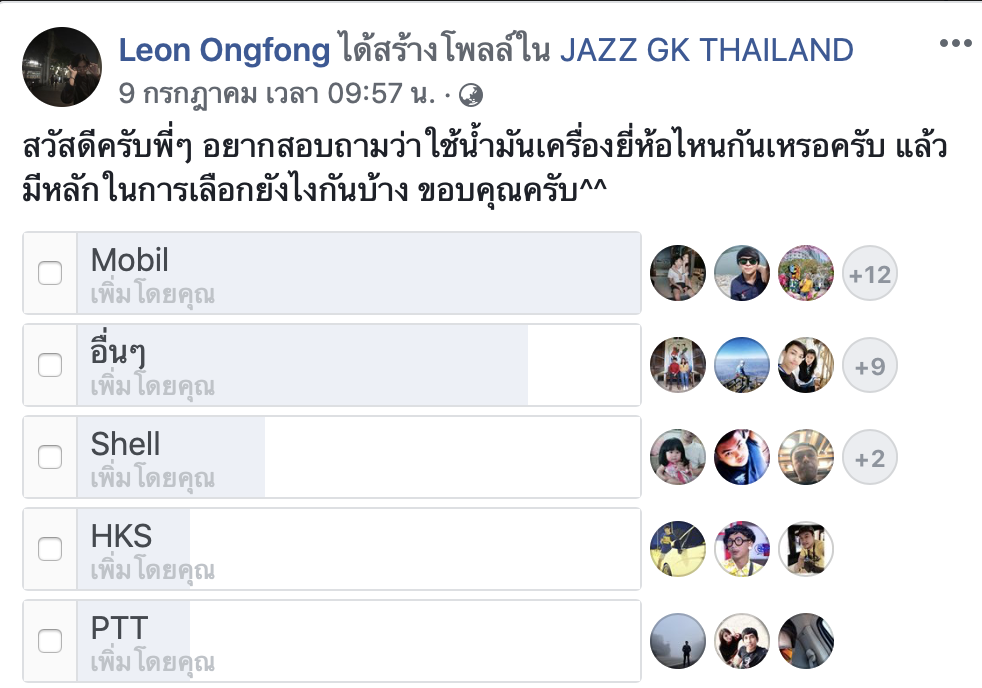 Leon Ongfong ได้สร้างโพลล์ใน JAZZ GK THAILAND
9 กรกฎาคม เวลา 09:57 น. ·
สวัสดีครับพี่ๆ อยากสอบถามว่าใช้น้ำมันเครื่องยี่ห้อไหนกันเหรอครับ แล้ว
มีหลักในการเลือกยังไงกันบ้าง ขอบคุณครับ^^
Mobil
เพิ่มโดยคุณ
+12
อื่นๆ
เพิ่มโดยคุณ
+9
Shell
เพิ่มโดยคุณ
+2
HKS
เพิ่มโดยคุณ
PTT
เพิ่มโดยคุณ